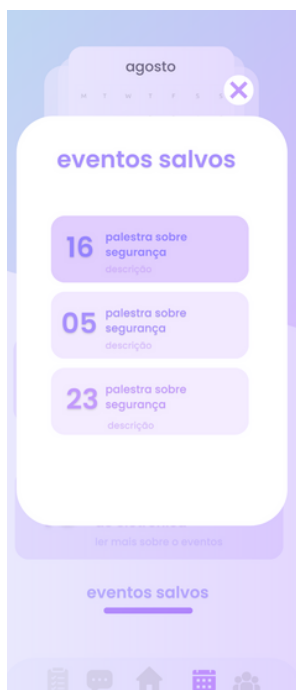 agosto
M T W T F S S
eventos salvos
16
palestra sobre
segurança
descrição
05
palestra sobre
segurança
descrição
23
palestra sobre
segurança
descrição
ler mais sobre o eventos
eventos salvos